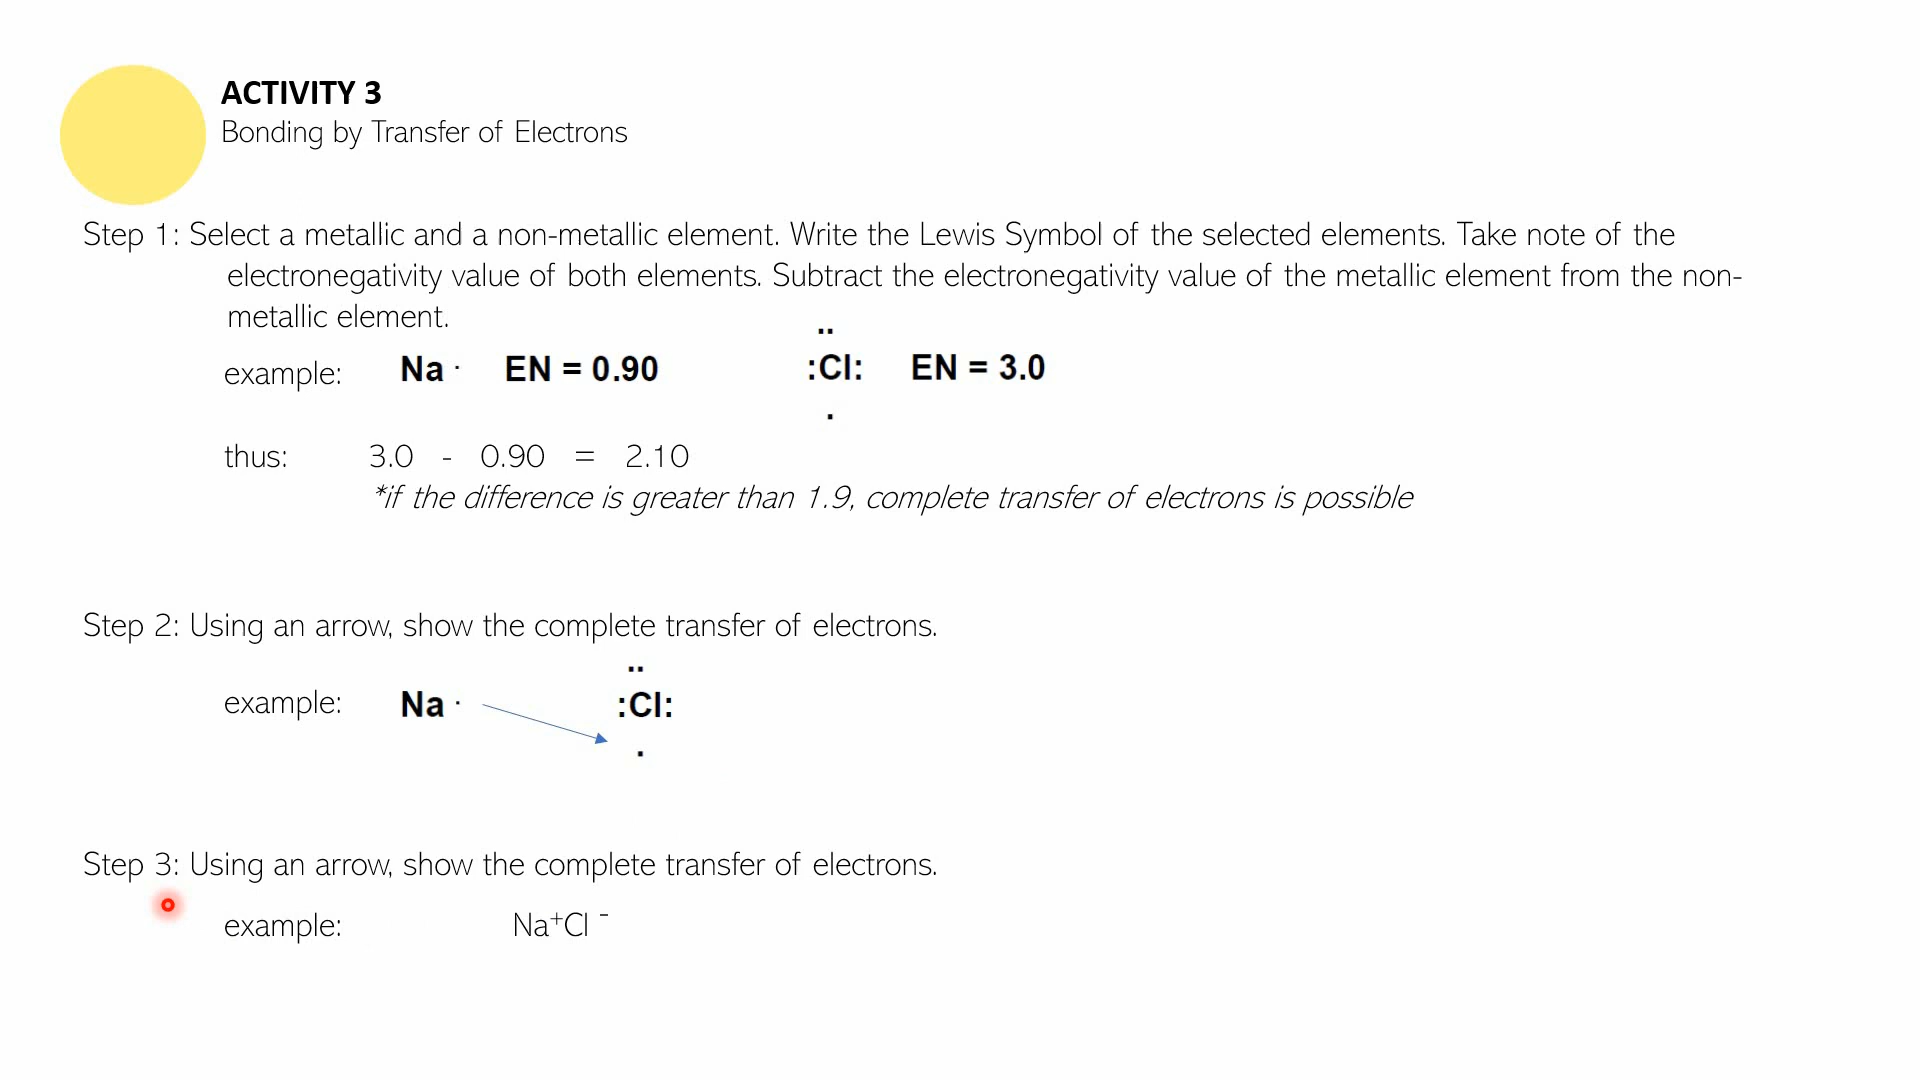 ACTIVITY 3
Bonding by Transfer of Electrons
Step 1: Select a metallic and a non-metallic element. Write the Lewis Symbol of the selected elements. Take note of the
electronegativity value of both elements. Subtract the electronegativity value of the metallic element from the non-
metallic element.
..
example: Na · EN = 0.90 :Cl: EN = 3.0
.
thus: 3.0 - 0.90 = 2.10
*if the difference is greater than 1.9, complete transfer of electrons is possible
Step 2: Using an arrow, show the complete transfer of electrons.
..
example: Na · :Cl:
.
Step 3: Using an arrow, show the complete transfer of electrons.
example: Na⁺Cl ⁻